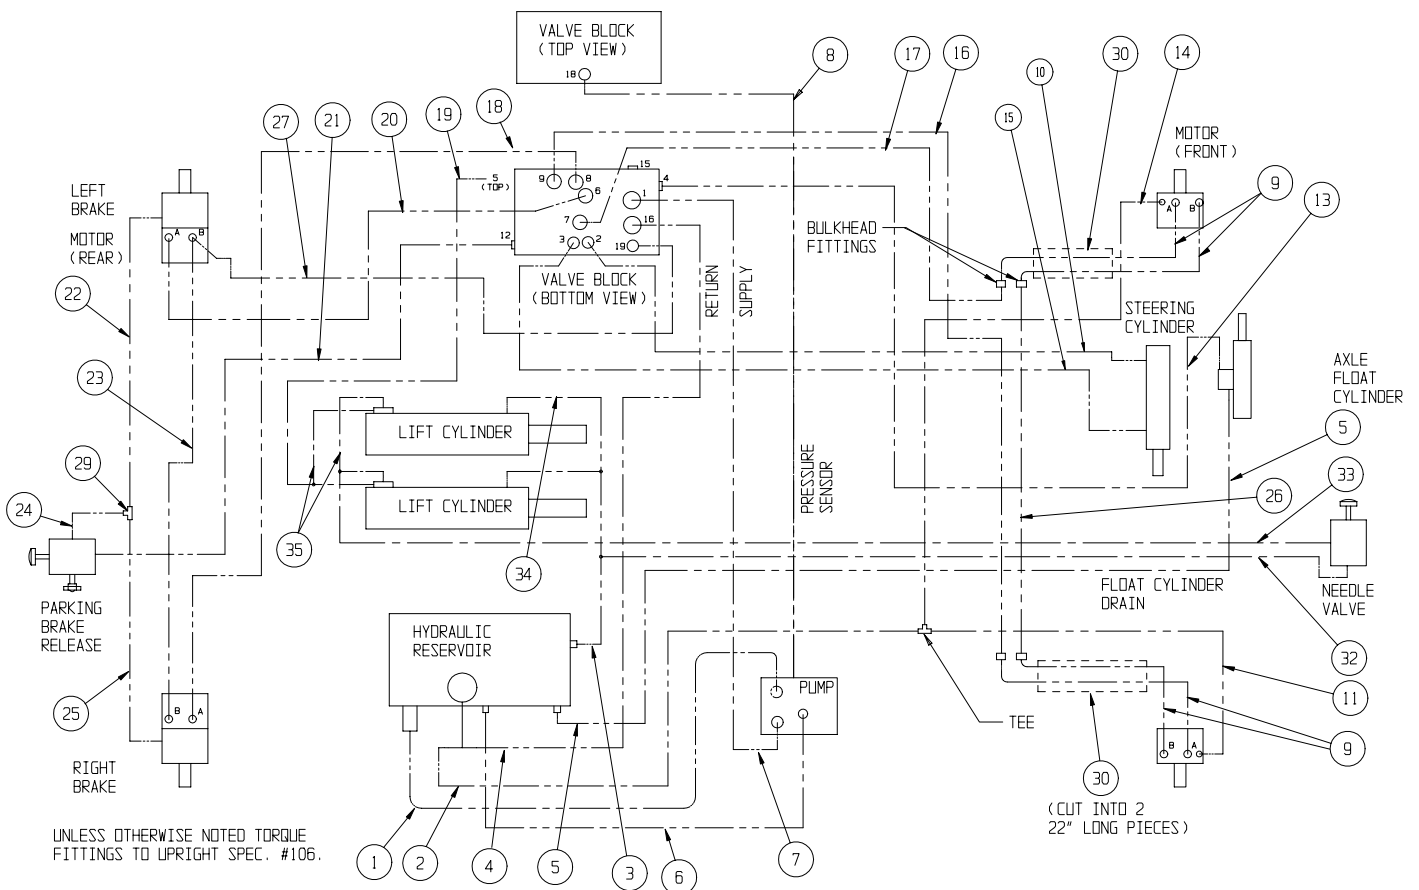 VALVE BLOCK
(TOP VIEW)
18
8
17
16
30
10
14
27
21
20
19
18
15
MOTOR
(FRONT)
9
13
5
(TOP)
9
8
15
4
6
1
7
16
3
2
19
12
A
B
LEFT
BRAKE
A
B
MOTOR
(REAR)
BULKHEAD
FITTINGS
VALVE BLOCK
(BOTTOM VIEW)
RETURN
SUPPLY
22
STEERING
CYLINDER
AXLE
FLOAT
CYLINDER
23
LIFT CYLINDER
5
29
PRESSURE
SENSOR
33
24
LIFT CYLINDER
26
35
34
PARKING
BRAKE
RELEASE
FLOAT CYLINDER
DRAIN
NEEDLE
VALVE
HYDRAULIC
RESERVOIR
32
25
PUMP
11
B
A
TEE
B
A
9
RIGHT
BRAKE
30
(CUT INTO 2
22" LONG PIECES)
UNLESS OTHERWISE NOTED TORQUE
FITTINGS TO UPRIGHT SPEC. #106.
1
2
4
5
3
6
7